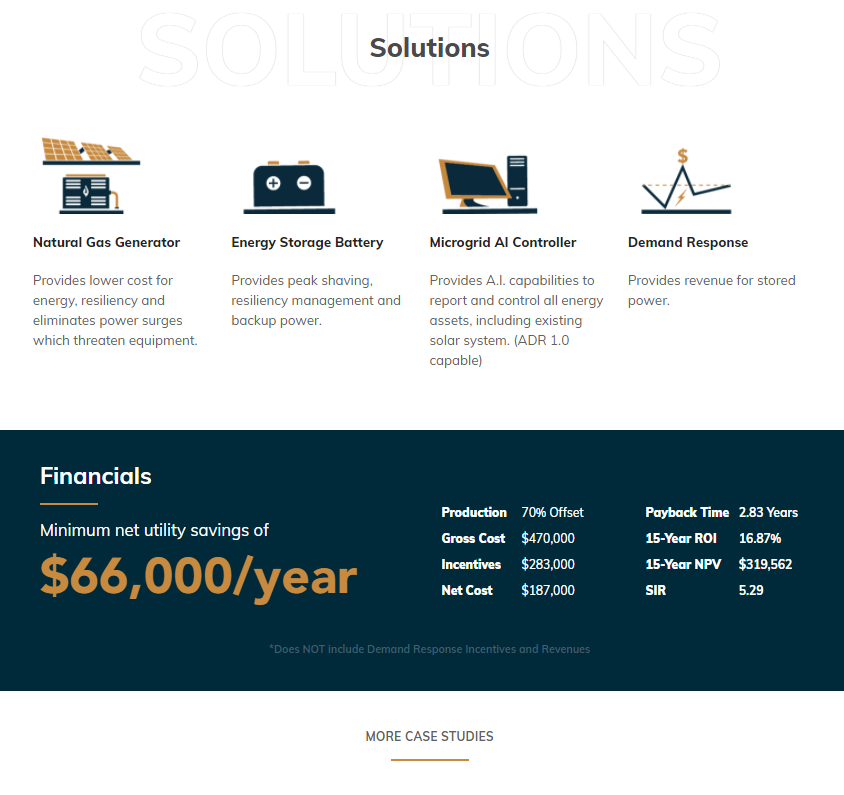 SOLUTIONS
Solutions
$
Natural Gas Generator
Provides lower cost for
energy, resiliency and
eliminates power surges
which threaten equipment.
Energy Storage Battery
Provides peak shaving,
resiliency management and
backup power.
Microgrid AI Controller
Provides A.I. capabilities to
report and control all energy
assets, including existing
solar system. (ADR 1.0
capable)
Demand Response
Provides revenue for stored
power.
Financials
Minimum net utility savings of
$66,000/year
Production 70% Offset
Gross Cost $470,000
Incentives $283,000
Net Cost $187,000
Payback Time 2.83 Years
15-Year ROI 16.87%
15-Year NPV $319,562
SIR 5.29
*Does NOT Include Demand Response Incentives and Revenues
MORE CASE STUDIES